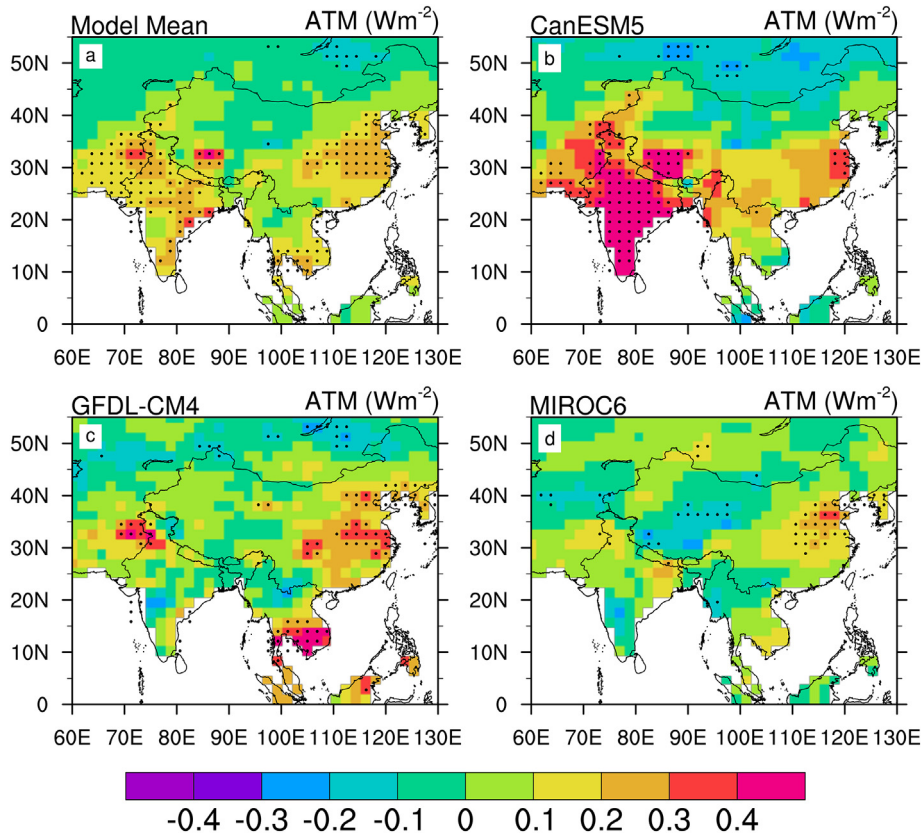 Model Mean ATM (Wm-2)
CanESM5 ATM (Wm-2)
a
b
50N
40N
30N
20N
10N
0
60E 70E 80E 90E 100E 110E 120E 130E
50N
40N
30N
20N
10N
0
60E 70E 80E 90E 100E 110E 120E 130E
GFDL-CM4 ATM (Wm-2)
MIROC6 ATM (Wm-2)
c
d
50N
40N
30N
20N
10N
0
60E 70E 80E 90E 100E 110E 120E 130E
50N
40N
30N
20N
10N
0
60E 70E 80E 90E 100E 110E 120E 130E
-0.4 -0.3 -0.2 -0.1 0 0.1 0.2 0.3 0.4